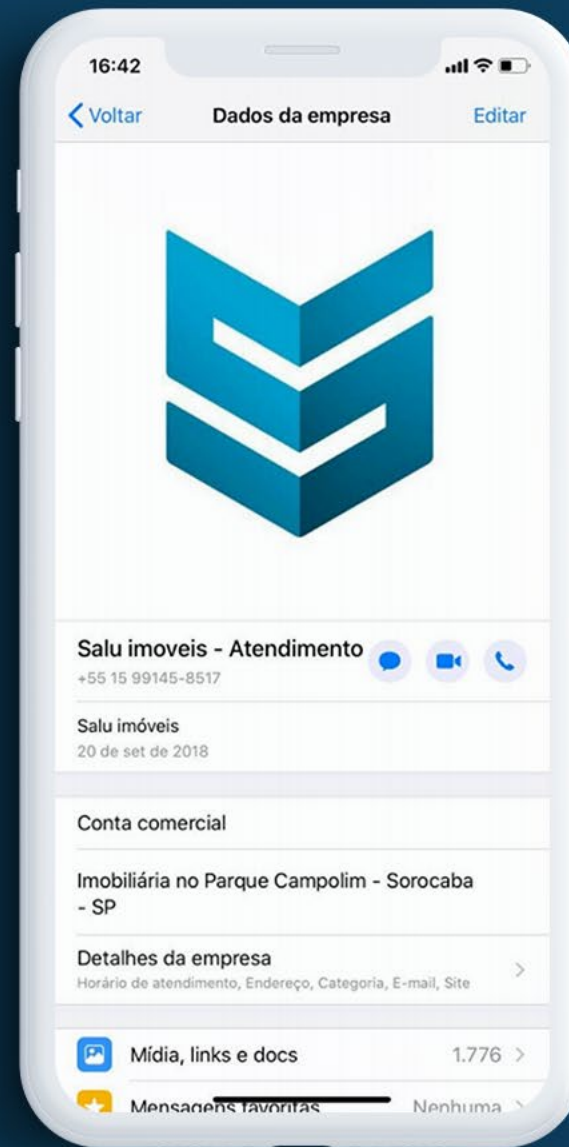 16:42
Voltar
Dados da empresa
Editar
Salu imoveis - Atendimento
+55 15 99145-8517
Salu imóveis
20 de set de 2018
Conta comercial
Imobiliária no Parque Campolim - Sorocaba
- SP
Detalhes da empresa
Horário de atendimento, Endereço, Categoria, E-mail, Site
Mídia, links e docs
1.776
Mensagens favoritas
Nenhuma